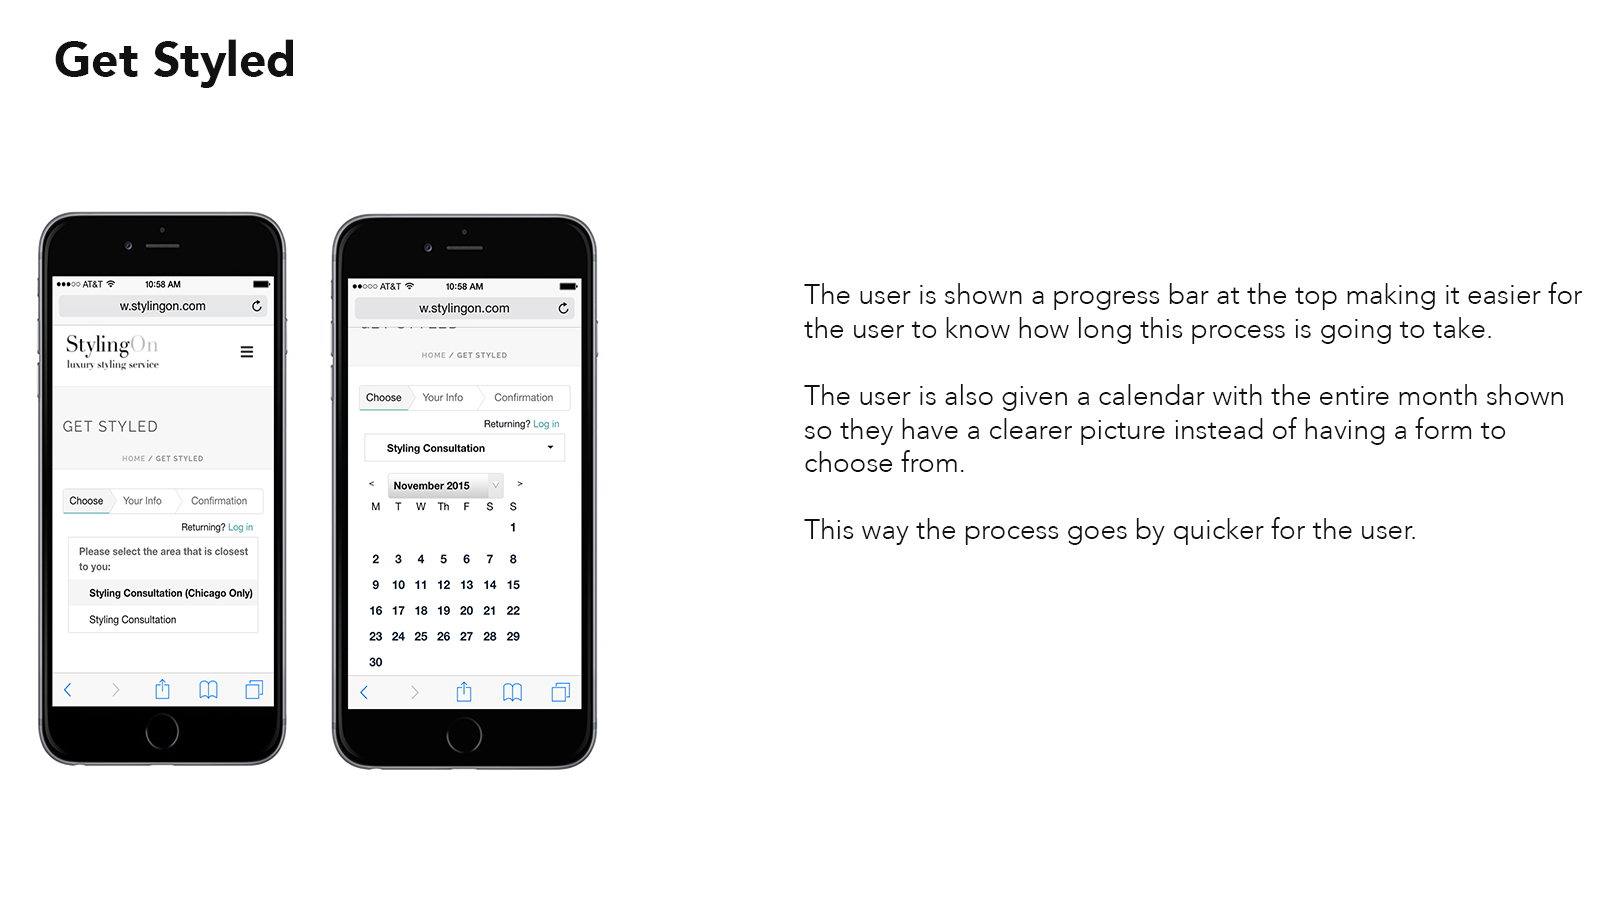 Get Styled
AT&T 10:58 AM
w.stylingon.com
StylingOn
luxury styling service
GET STYLED
HOME / GET STYLED
Choose Your Info Confirmation
Returning? Log in
Please select the area that is closest
to you:
Styling Consultation (Chicago Only)
Styling Consultation
AT&T 10:58 AM
w.stylingon.com
GET STYLED
HOME / GET STYLED
Choose Your Info Confirmation
Returning? Log in
Styling Consultation
< November 2015 >
M T W Th F S S
1
2 3 4 5 6 7 8
9 10 11 12 13 14 15
16 17 18 19 20 21 22
23 24 25 26 27 28 29
30
The user is shown a progress bar at the top making it easier for
the user to know how long this process is going to take.
The user is also given a calendar with the entire month shown
so they have a clearer picture instead of having a form to
choose from.
This way the process goes by quicker for the user.